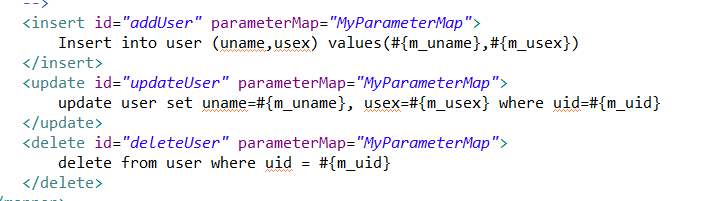 -->
<insert id="addUser" parameterMap="MyParameterMap">
Insert into user (uname,usex) values(#{m_uname},#{m_usex})
</insert>
<update id="updateUser" parameterMap="MyParameterMap">
update user set uname=#{m_uname}, usex=#{m_usex} where uid=#{m_uid}
</update>
<delete id="deleteUser" parameterMap="MyParameterMap">
delete from user where uid = #{m_uid}
</delete>